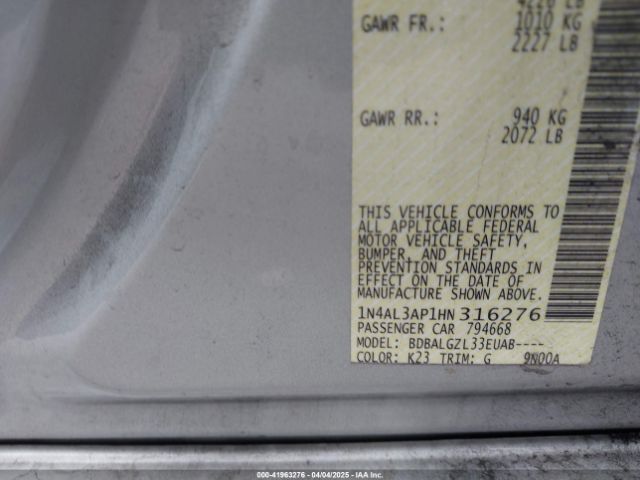 4226 LB
GAWR FR.: 1010 KG
2227 LB
GAWR RR.: 940 KG
2072 LB
THIS VEHICLE CONFORMS TO
ALL APPLICABLE FEDERAL
MOTOR VEHICLE SAFETY,
BUMPER, AND THEFT
PREVENTION STANDARDS IN
EFFECT ON THE DATE OF
MANUFACTURE SHOWN ABOVE.
1N4AL3AP1HN316276
PASSENGER CAR 794668
MODEL: BDBALGZL33EUAB----
COLOR: K23 TRIM: G 9N00A
000-41963276 - 04/04/2025 - IAA Inc.